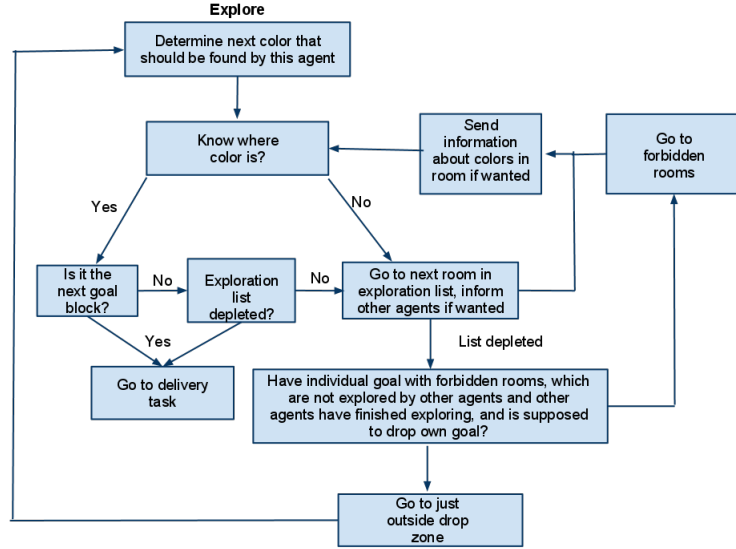 Explore
Determine next color that
should be found by this agent
Know where
color is?
Send
information
about colors in
room if wanted
Go to
forbidden
rooms
Yes
No
Is it the
next goal
block?
No
Exploration
list
depleted?
No
Go to next room in
exploration list, inform
other agents if wanted
Yes
List depleted
Go to delivery
task
Have individual goal with forbidden rooms, which
are not explored by other agents and other
agents have finished exploring, and is supposed
to drop own goal?
Go to just
outside drop
zone